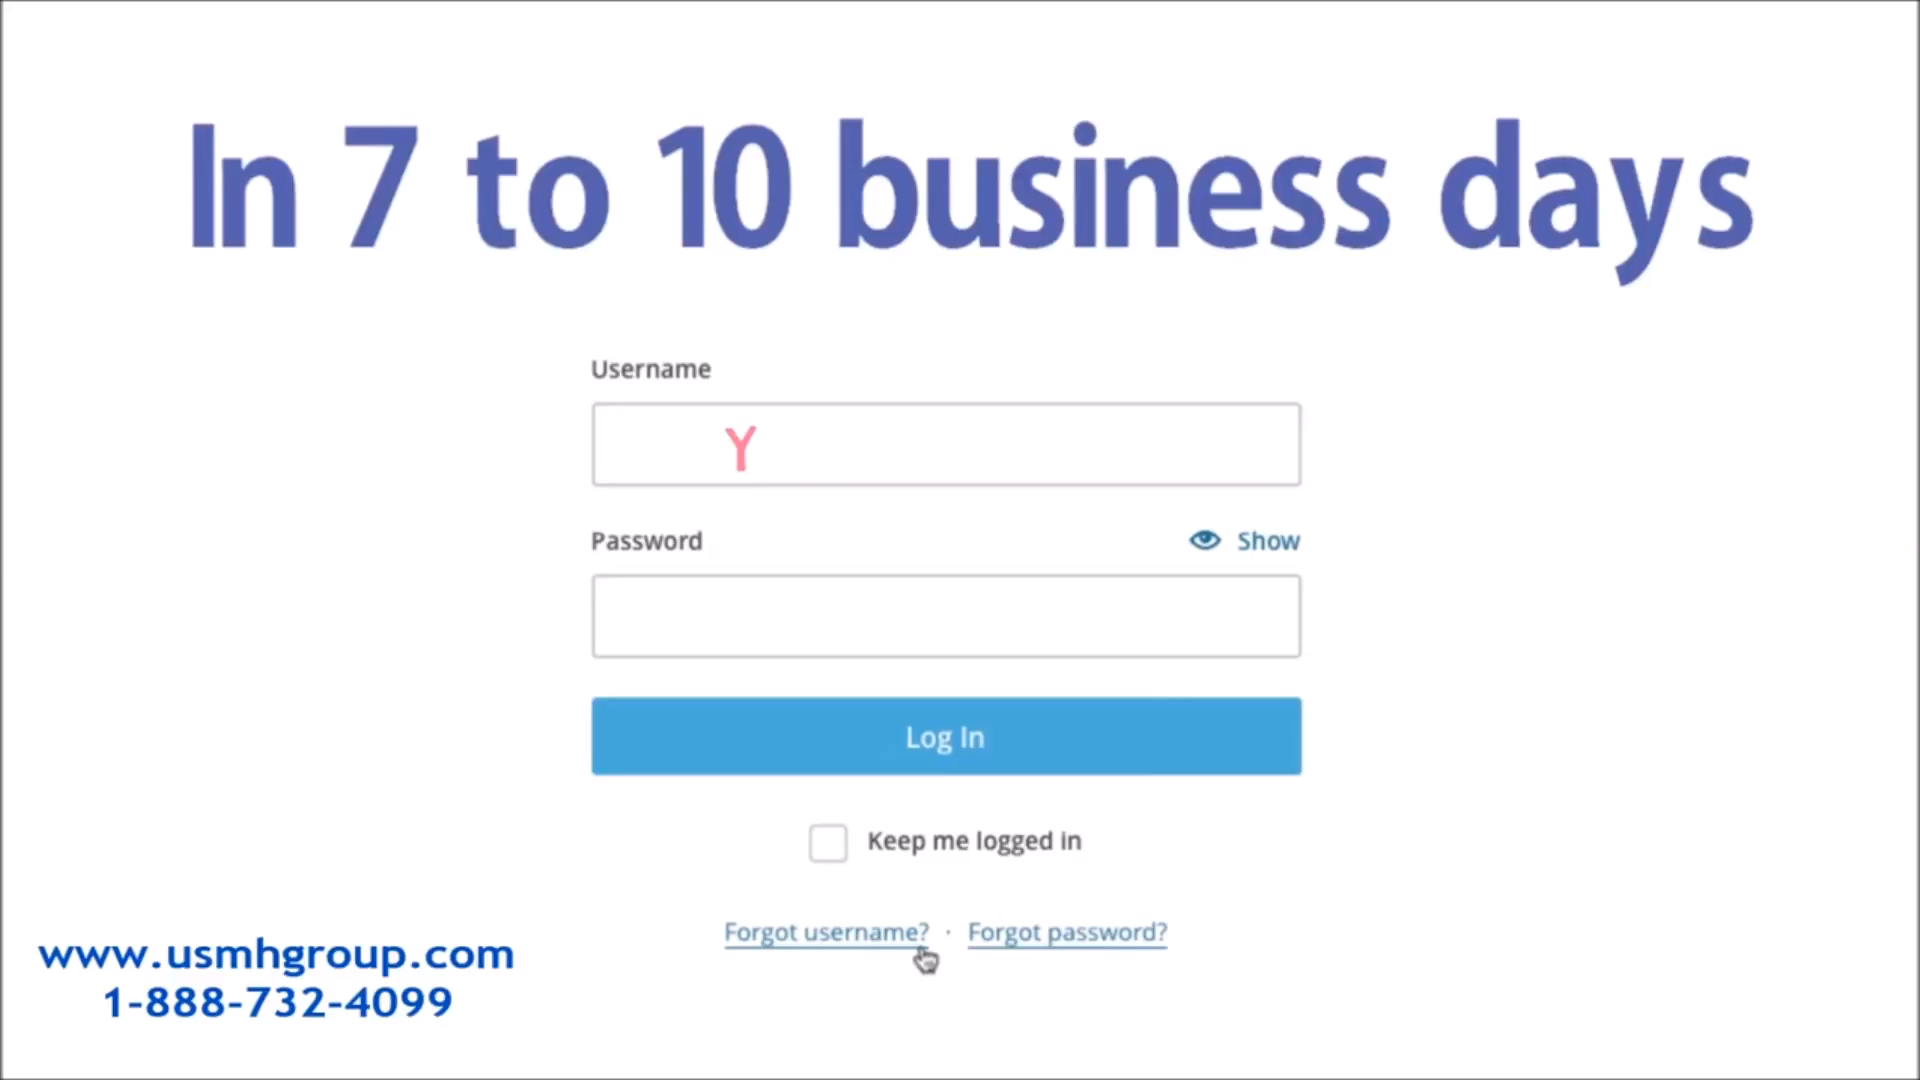 In 7 to 10 business days
Username
Y
Password
Show
Log In
Keep me logged in
Forgot username? · Forgot password?
www.usmhgroup.com
1-888-732-4099